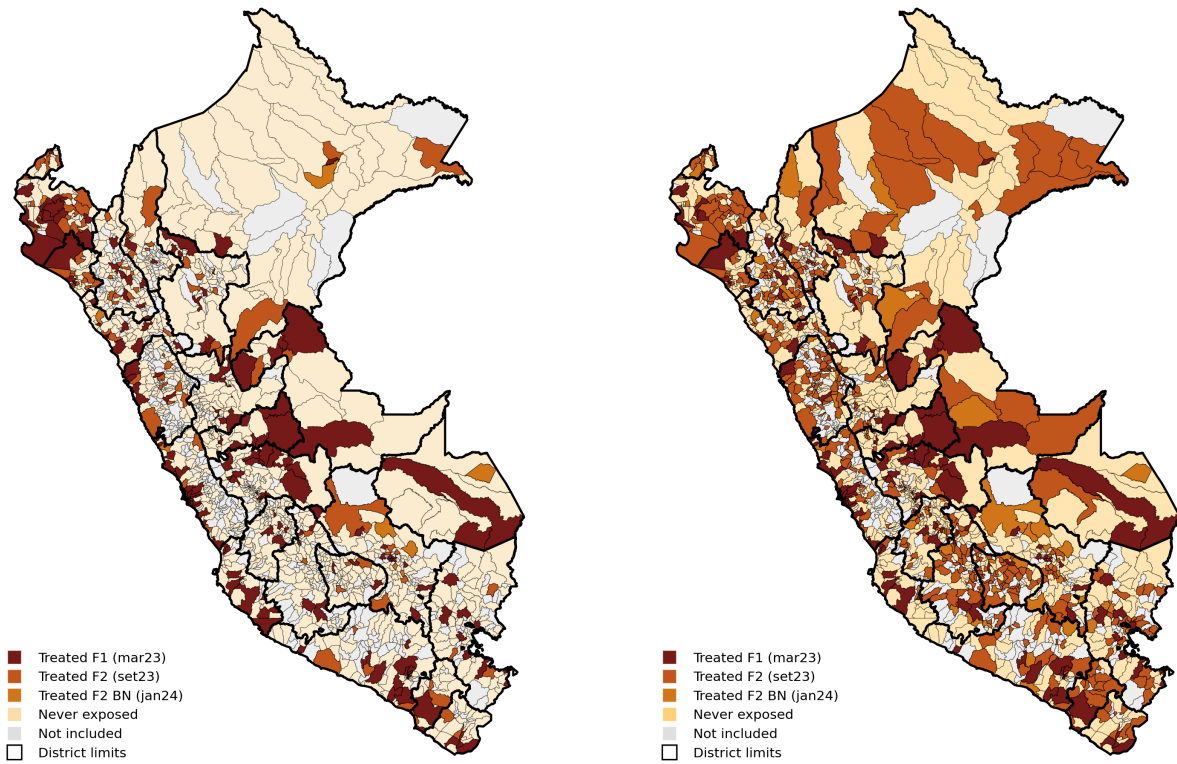 Treated F1 (mar23)
Treated F2 (set23)
Treated F2 BN (jan24)
Never exposed
Not included
District limits
Treated F1 (mar23)
Treated F2 (set23)
Treated F2 BN (jan24)
Never exposed
Not included
District limits